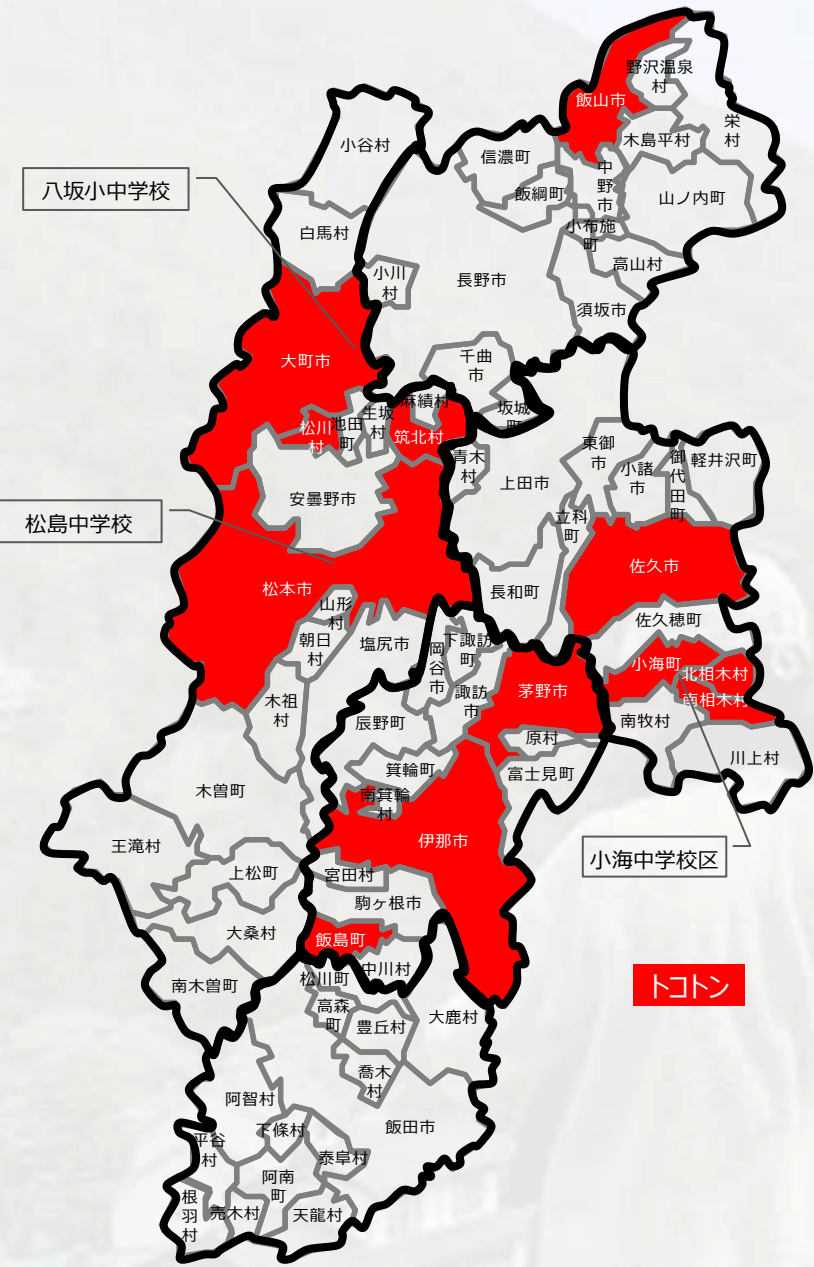 野沢温泉
村
飯山市
栄
村
木島平村
小谷村
信濃町
中
野
市
飯綱町
山ノ内町
八坂小中学校
小布施
町
白馬村
高山村
小川
村
長野市
須坂市
千曲
市
大町市
麻績村
坂城
町
生坂
村
池田
町
松川
村
筑北村
東御
市
御
代
田
町
軽井沢町
青木
村
小諸
市
上田市
安曇野市
立科
町
松島中学校
佐久市
松本市
長和町
山形
村
佐久穂町
朝日
村
塩尻市
下諏訪
町
岡
谷
市
小海町
北相木村
茅野市
南相木村
諏訪
市
木祖
村
辰野町
南牧村
原村
川上村
箕輪町
富士見町
木曽町
南箕輪
村
王滝村
伊那市
小海中学校区
上松町
宮田村
駒ヶ根市
大桑村
飯島町
中川村
南木曽町
松川町
トコトン
高森
町
豊丘村
大鹿村
喬木
村
阿智村
飯田市
下條村
平谷
村
泰阜村
阿南
町
根
羽
村
売木村
天龍村